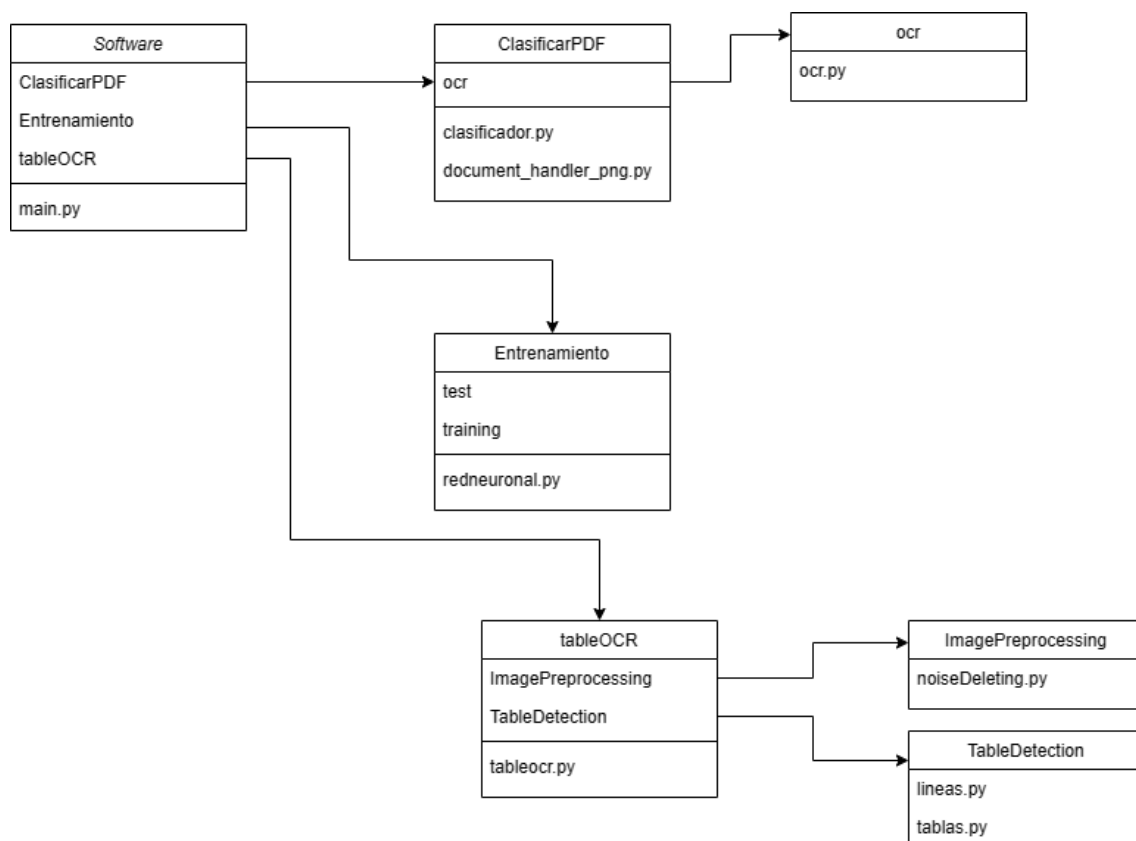 Software
ClasificarPDF
Entrenamiento
tableOCR
main.py
ClasificarPDF
ocr
clasificador.py
document_handler_png.py
ocr
ocr.py
Entrenamiento
test
training
redneuronal.py
tableOCR
ImagePreprocessing
TableDetection
tableocr.py
ImagePreprocessing
noiseDeleting.py
TableDetection
lineas.py
tablas.py